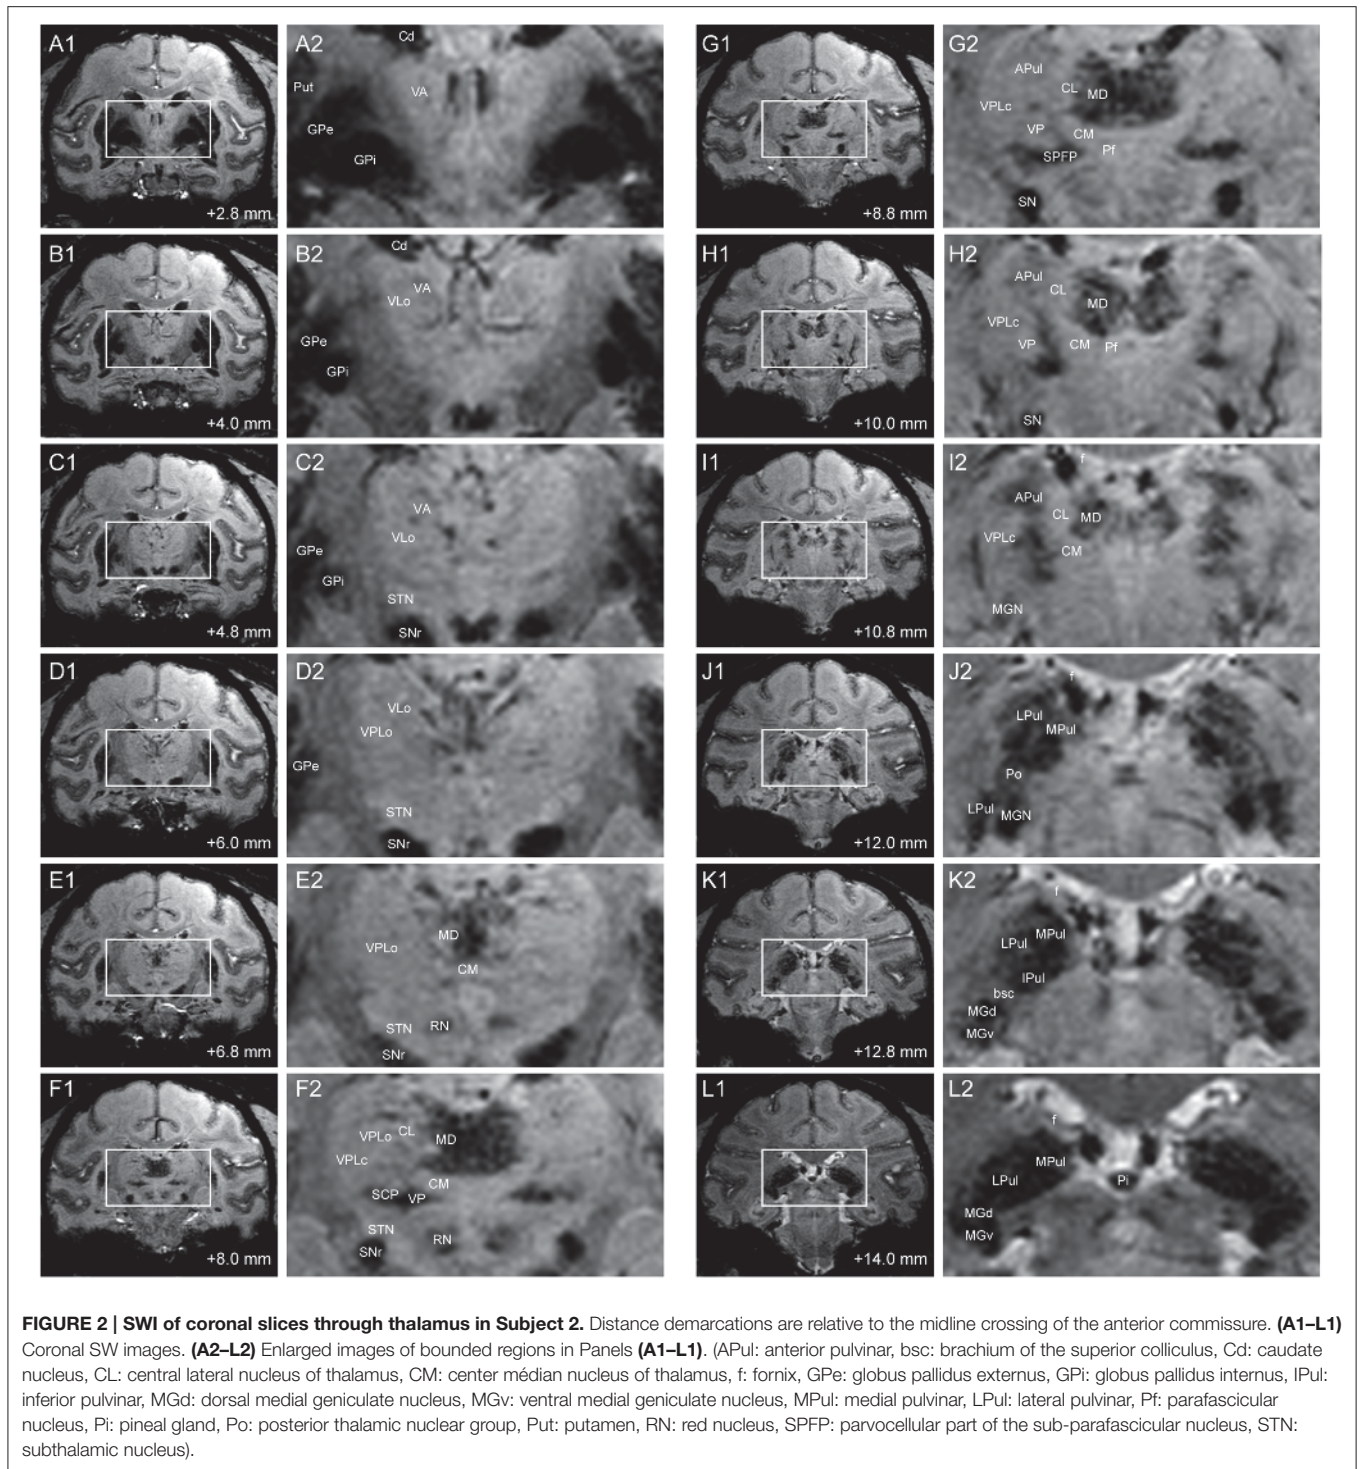 A1
+2.8 mm
A2
Cd
Put
VA
GPe
GPi
B1
+4.0 mm
B2
Cd
VA
VLo
GPe
GPi
C1
+4.8 mm
C2
VA
VLo
GPe
GPi
STN
SNr
D1
+6.0 mm
D2
VLo
VPLo
GPe
STN
SNr
E1
+6.8 mm
E2
MD
VPLo
CM
STN
RN
SNr
F1
+8.0 mm
F2
CL
VPLo
MD
VPLc
CM
SCP
VP
STN
RN
SNr
G1
+8.8 mm
G2
APul
CL
MD
VPLc
VP
CM
SPFP
Pf
SN
H1
+10.0 mm
H2
APul
CL
MD
VPLc
VP
CM
Pf
SN
I1
+10.8 mm
I2
f
APul
CL
MD
VPLc
CM
MGN
J1
+12.0 mm
J2
f
LPul
MPul
Po
LPul
MGN
K1
+12.8 mm
K2
f
MPul
LPul
IPul
bsc
MGd
MGv
L1
+14.0 mm
L2
f
MPul
LPul
Pi
MGd
MGv
FIGURE 2 | SWI of coronal slices through thalamus in Subject 2. Distance demarcations are relative to the midline crossing of the anterior commissure. (A1–L1)
Coronal SW images. (A2–L2) Enlarged images of bounded regions in Panels (A1–L1). (APul: anterior pulvinar, bsc: brachium of the superior colliculus, Cd: caudate
nucleus, CL: central lateral nucleus of thalamus, CM: center médian nucleus of thalamus, f: fornix, GPe: globus pallidus externus, GPi: globus pallidus internus, IPul:
inferior pulvinar, MGd: dorsal medial geniculate nucleus, MGv: ventral medial geniculate nucleus, MPul: medial pulvinar, LPul: lateral pulvinar, Pf: parafascicular
nucleus, Pi: pineal gland, Po: posterior thalamic nuclear group, Put: putamen, RN: red nucleus, SPFP: parvocellular part of the sub-parafascicular nucleus, STN:
subthalamic nucleus).